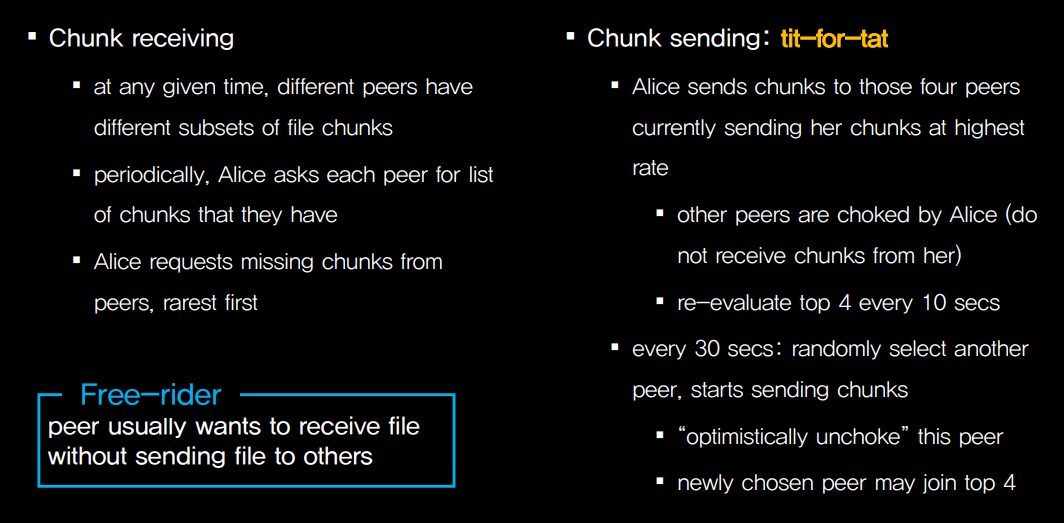 ▪ Chunk receiving
▪ at any given time, different peers have
different subsets of file chunks
▪ periodically, Alice asks each peer for list
of chunks that they have
▪ Alice requests missing chunks from
peers, rarest first
Free-rider
peer usually wants to receive file
without sending file to others
▪ Chunk sending: tit-for-tat
▪ Alice sends chunks to those four peers
currently sending her chunks at highest
rate
▪ other peers are choked by Alice (do
not receive chunks from her)
▪ re-evaluate top 4 every 10 secs
▪ every 30 secs: randomly select another
peer, starts sending chunks
▪ “optimistically unchoke” this peer
▪ newly chosen peer may join top 4